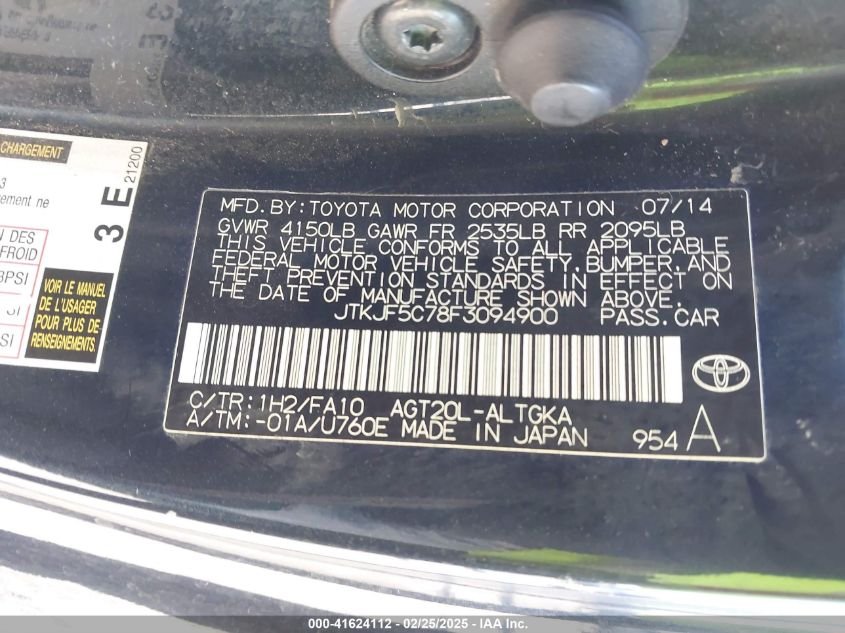 CHARGEMENT
3
rement ne
3 E
21200
N DES
FROID
3PSI
SI
SI
VOIR LE MANUEL
DE L'USAGER
POUR PLUS DE
RENSEIGNEMENTS.
MFD.BY:TOYOTA MOTOR CORPORATION 07/14
GVWR 4150LB GAWR FR 2535LB RR 2095LB
THIS VEHICLE CONFORMS TO ALL APPLICABLE
FEDERAL MOTOR VEHICLE SAFETY,BUMPER,AND
THEFT PREVENTION STANDARDS IN EFFECT ON
THE DATE OF MANUFACTURE SHOWN ABOVE.
JTKJF5C78F3094900 PASS.CAR
C/TR:1H2/FA10 AGT20L-ALTGKA
A/TM:-01A/U760E MADE IN JAPAN 954 A
000-41624112 - 02/25/2025 - IAA Inc.